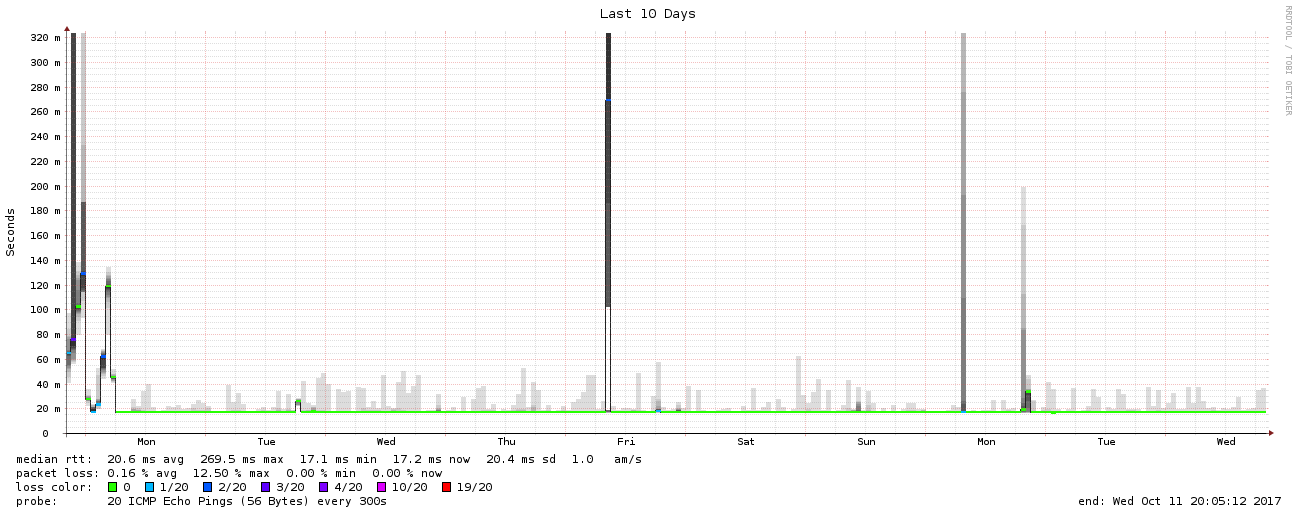 Last 10 Days
RRDTOOL / TOBI OETIKER
Seconds
320 m
300 m
280 m
260 m
240 m
220 m
200 m
180 m
160 m
140 m
120 m
100 m
80 m
60 m
40 m
20 m
0
Mon Tue Wed Thu Fri Sat Sun Mon Tue Wed
median rtt: 20.6 ms avg 269.5 ms max 17.1 ms min 17.2 ms now 20.4 ms sd 1.0 am/s
packet loss: 0.16 % avg 12.50 % max 0.00 % min 0.00 % now
loss color: 0 1/20 2/20 3/20 4/20 10/20 19/20
probe: 20 ICMP Echo Pings (56 Bytes) every 300s end: Wed Oct 11 20:05:12 2017